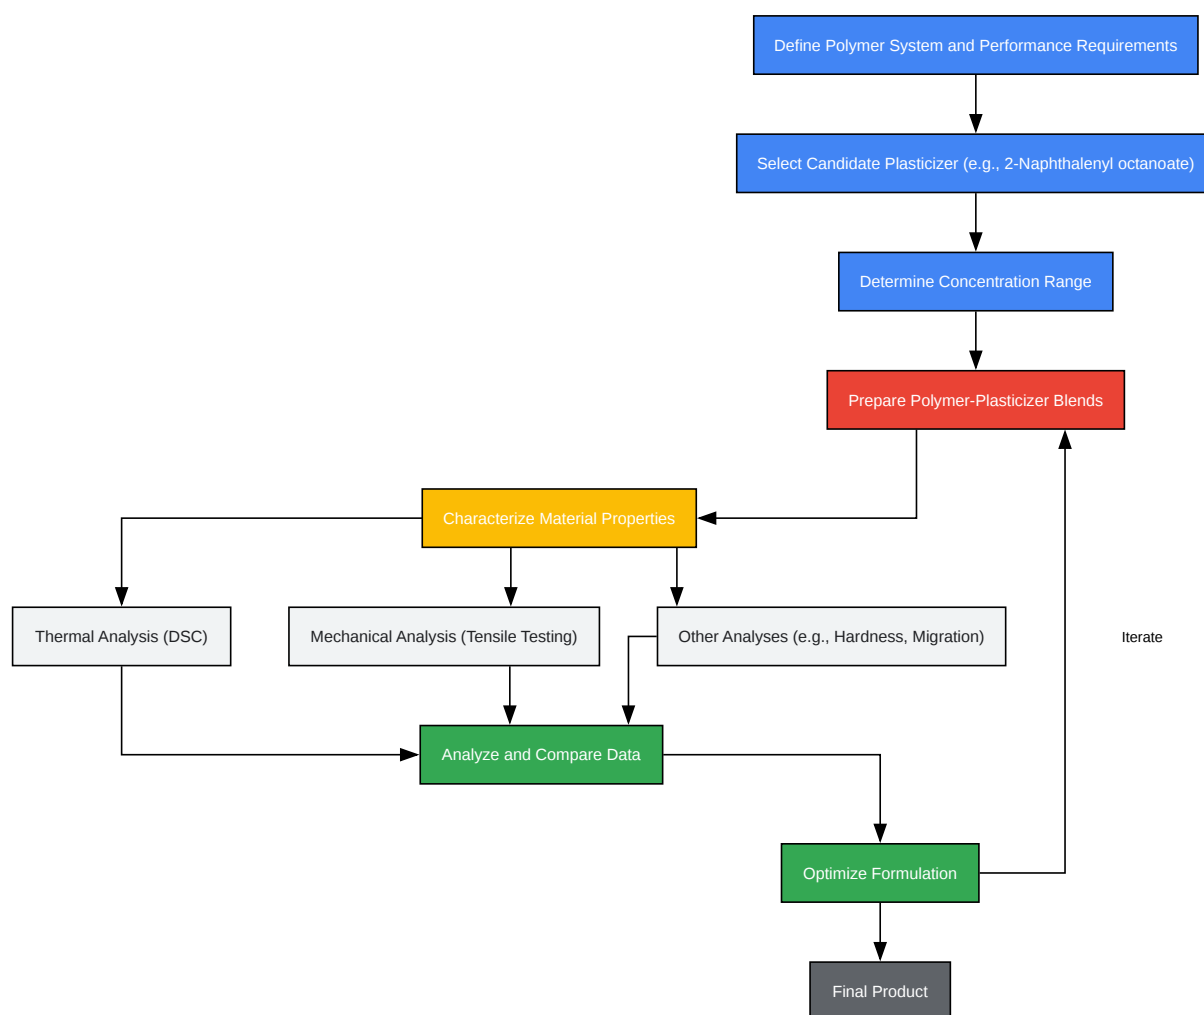 Define Polymer System and Performance Requirements
Select Candidate Plasticizer (e.g., 2-Naphthalenyl octanoate)
Determine Concentration Range
Prepare Polymer-Plasticizer Blends
Characterize Material Properties
Thermal Analysis (DSC)
Mechanical Analysis (Tensile Testing)
Other Analyses (e.g., Hardness, Migration)
Iterate
Analyze and Compare Data
Optimize Formulation
Final Product